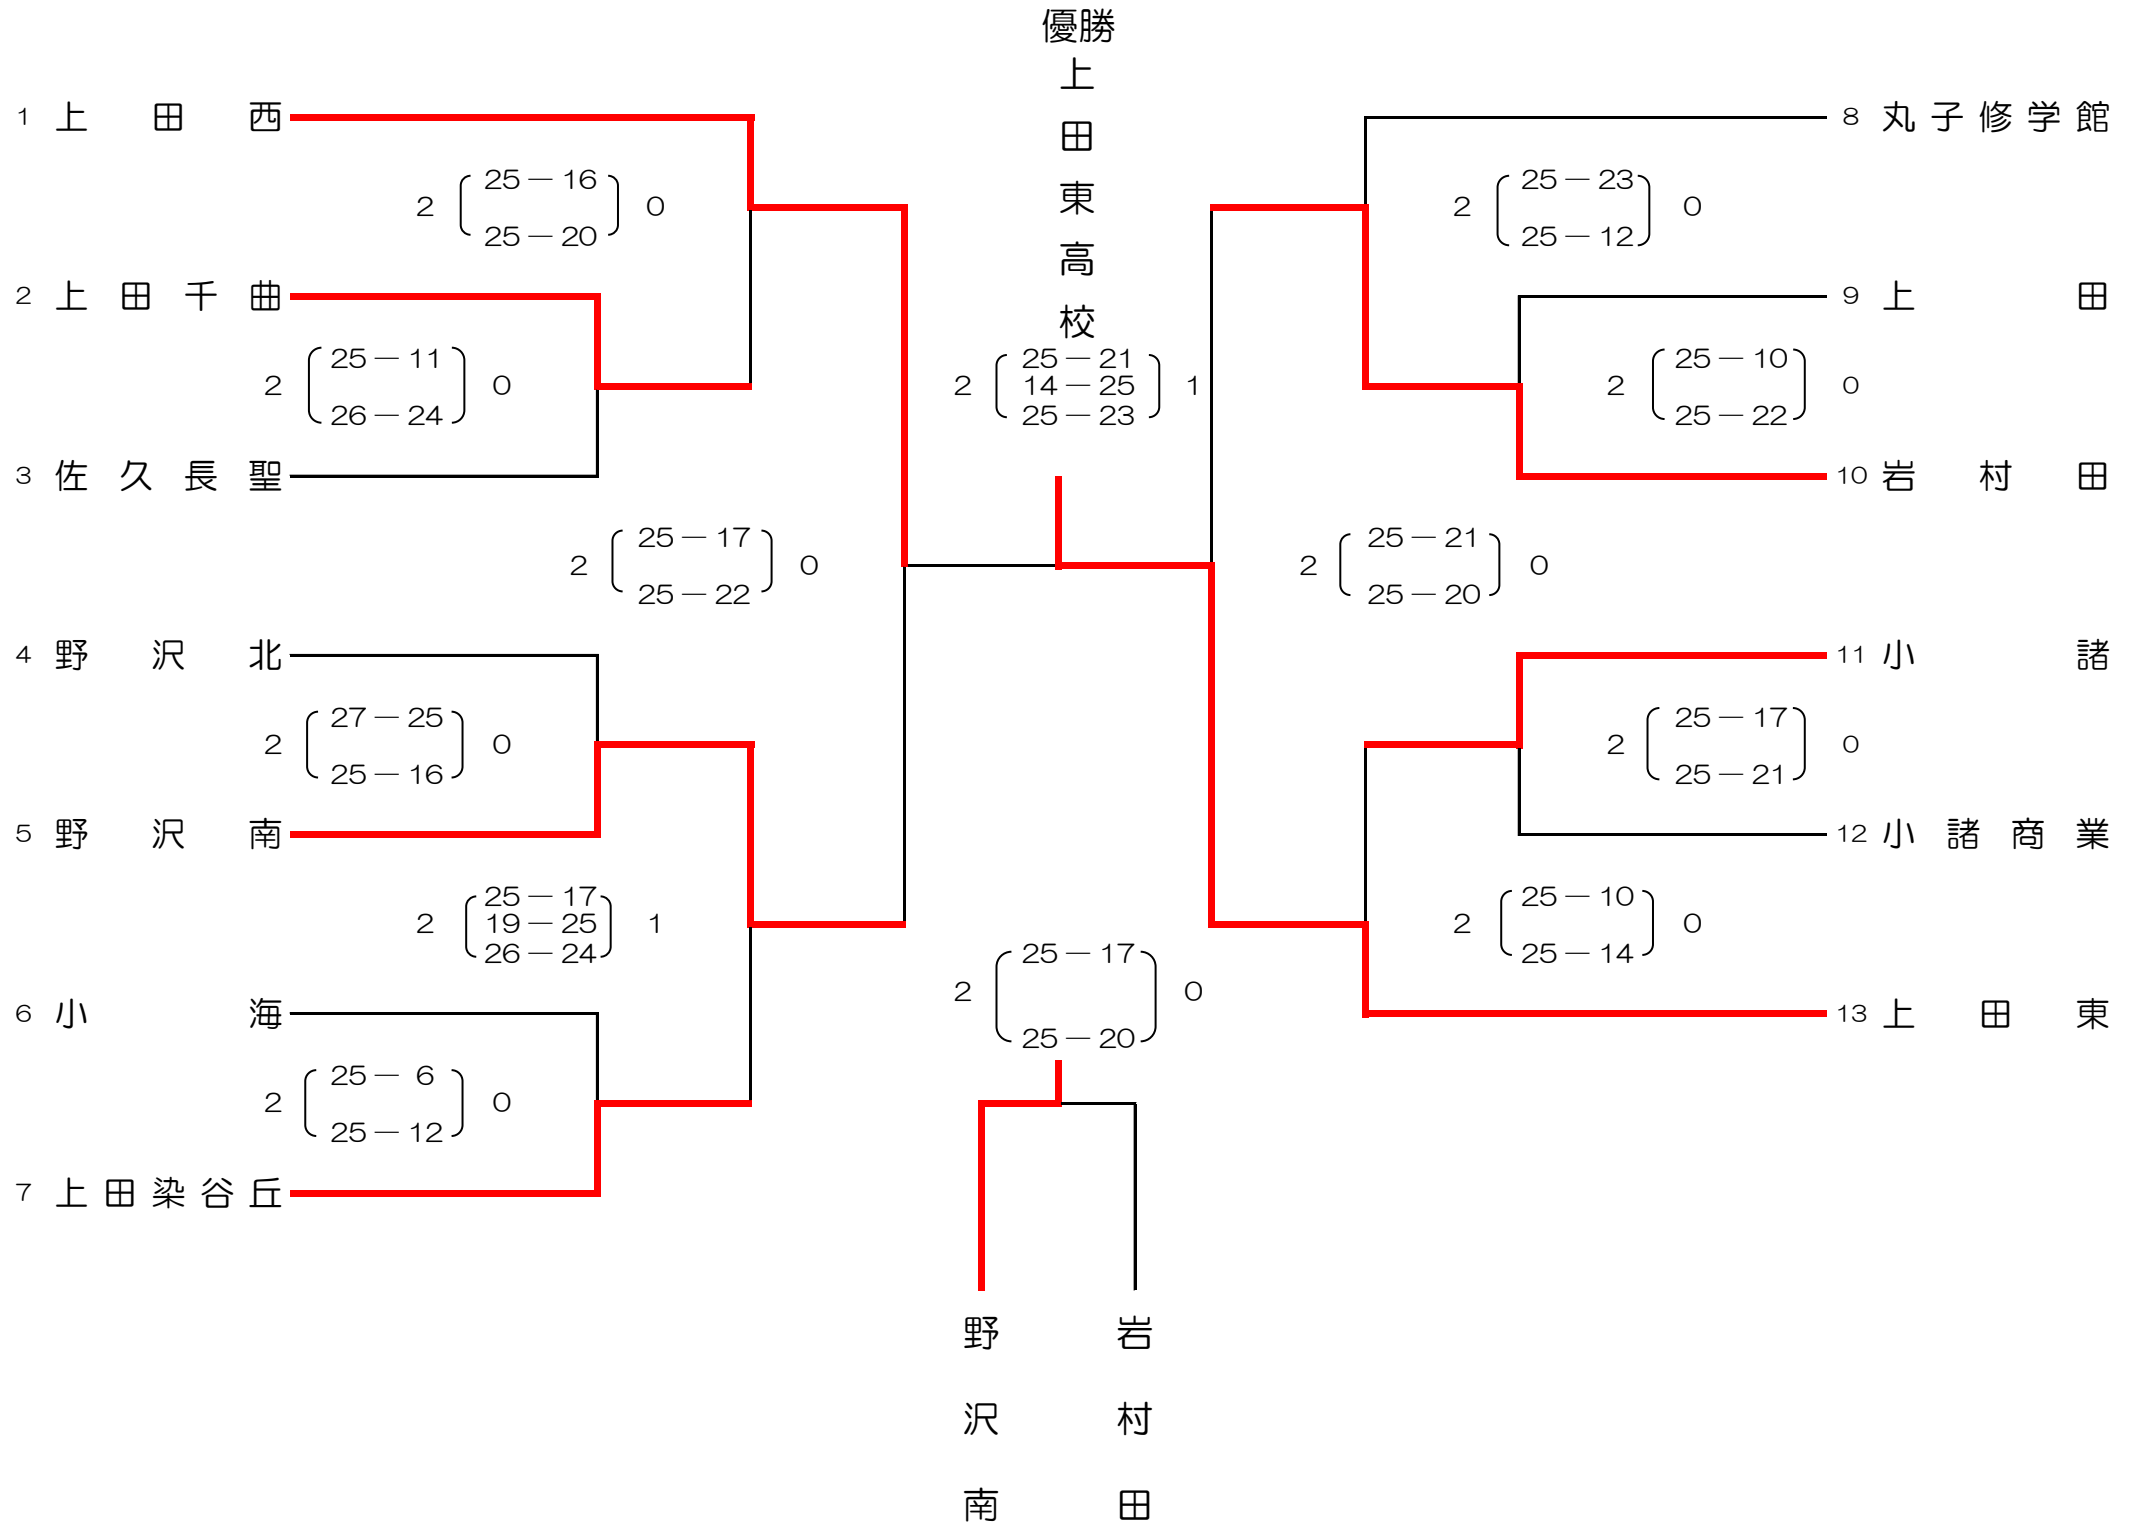 優勝
上田東高校
1 上田西
2 25－16 0
25－20
2 上田千曲
2 25－11 0
26－24
3 佐久長聖
2 25－17 0
25－22
4 野沢北
2 27－25 0
25－16
5 野沢南
2 25－17 1
19－25
26－24
6 小海
2 25－6 0
25－12
7 上田染谷丘
2 25－21 1
14－25
25－23
8 丸子修学館
2 25－23 0
25－12
9 上田
2 25－10 0
25－22
10 岩村田
2 25－21 0
25－20
11 小諸
2 25－17 0
25－21
12 小諸商業
2 25－10 0
25－14
13 上田東
2 25－17 0
25－20
野沢南
岩村田